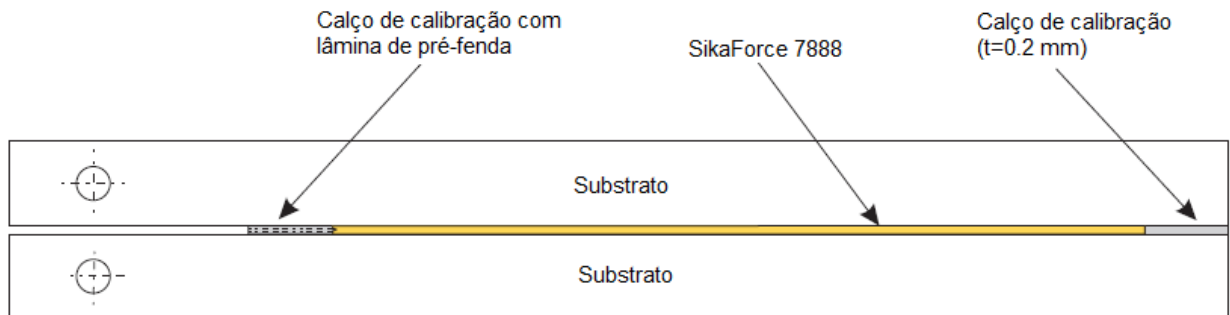 Calço de calibração com
lâmina de pré-fenda
SikaForce 7888
Calço de calibração
(t=0.2 mm)
Substrato
Substrato